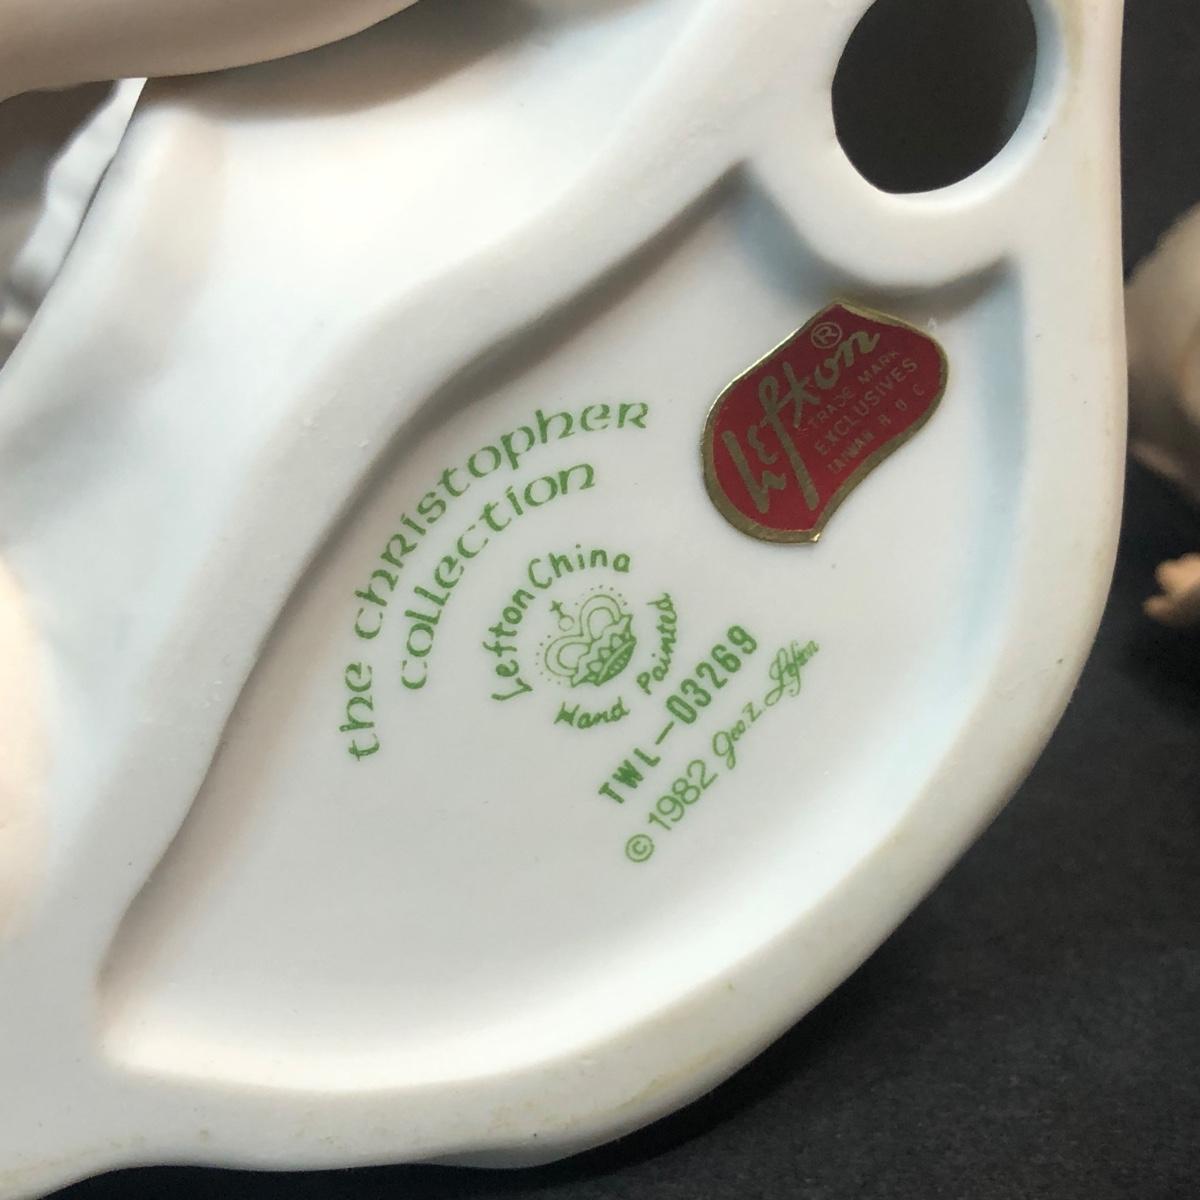 the christopher
collection
Lefton China
Hand Painted
TWL-03269
© 1982 Geo. Z. Lefton
Lefton®
TRADE MARK
EXCLUSIVES
TAIWAN R O C